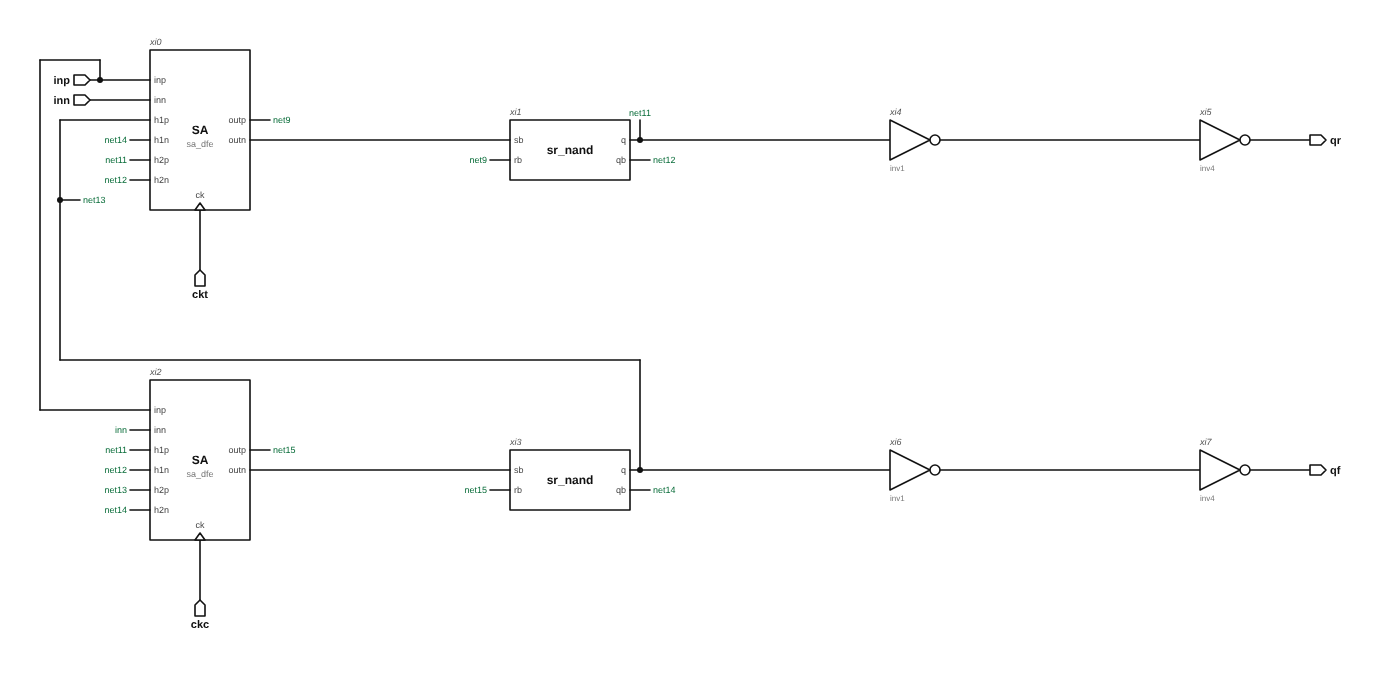 xi0
inp
inn
inp
inn
h1p
h1n
h2p
h2n
SA
sa_dfe
outp
outn
ck
net9
net14
net11
net12
net13
ckt
xi1
sb
rb
sr_nand
q
qb
net9
net11
net12
xi4
inv1
xi5
inv4
qr
xi2
inp
inn
h1p
h1n
h2p
h2n
SA
sa_dfe
outp
outn
ck
inn
net11
net12
net13
net14
net15
ckc
xi3
sb
rb
sr_nand
q
qb
net15
net14
xi6
inv1
xi7
inv4
qf